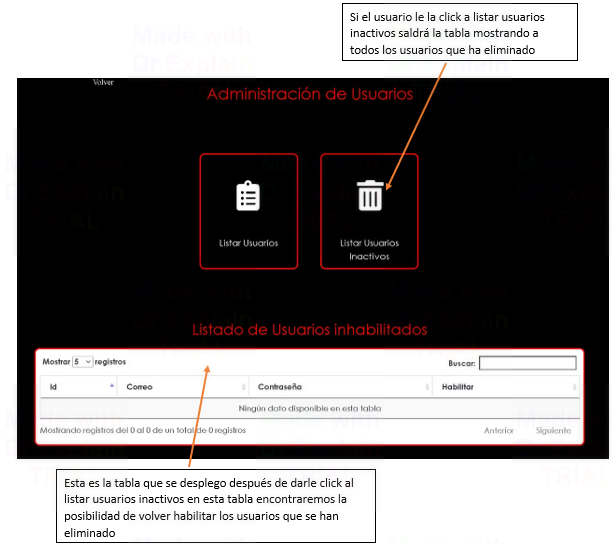 Si el usuario le la click a listar usuarios
inactivos saldrá la tabla mostrando a
todos los usuarios que ha eliminado
Made with
Dr.Explain
Volver
Administración de Usuarios
Listar Usuarios
Listar Usuarios
Inactivos
Listado de Usuarios inhabilitados
Mostrar 5 registros
Buscar:
Id Correo Contraseña Habilitar
Ningún dato disponible en esta tabla
Mostrando registros del 0 al 0 de un total de 0 registros
Anterior Siguiente
Esta es la tabla que se desplego después de darle click al
listar usuarios inactivos en esta tabla encontraremos la
posibilidad de volver habilitar los usuarios que se han
eliminado